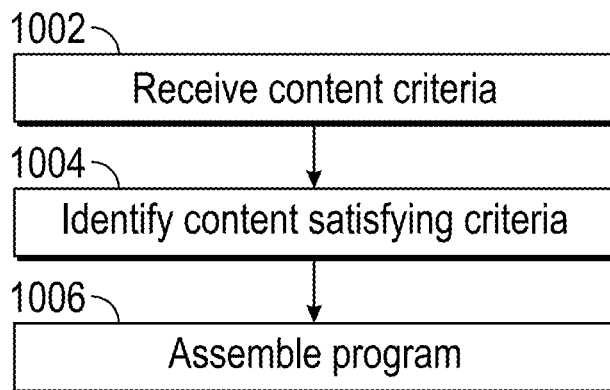 1002
Receive content criteria
1004
Identify content satisfying criteria
1006
Assemble program